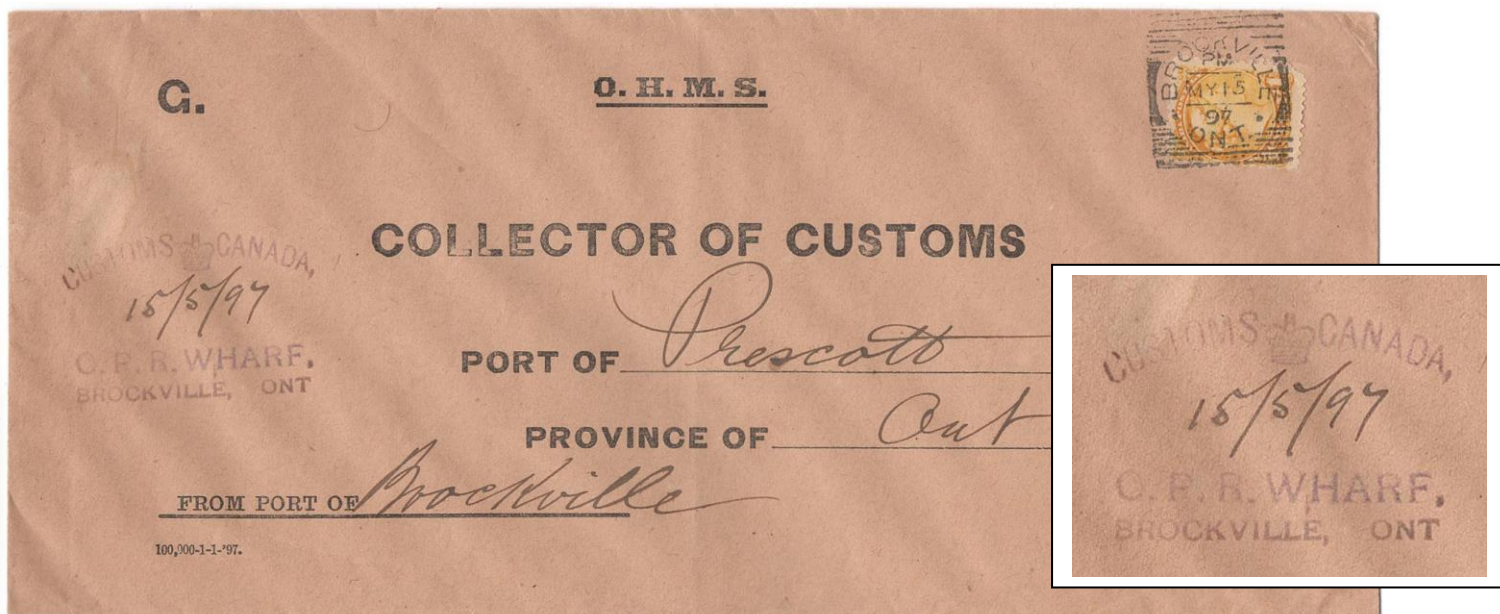 G.
O. H. M. S.
BROCKVILLE
PM
MY 15
97
ONT.
COLLECTOR OF CUSTOMS
CUSTOMS CANADA,
15/5/97
C. P. R. WHARF,
BROCKVILLE, ONT
PORT OF Prescott
PROVINCE OF Ont
FROM PORT OF Brockville
100,000-1-1-'97.
CUSTOMS CANADA,
15/5/97
C. P. R. WHARF,
BROCKVILLE, ONT